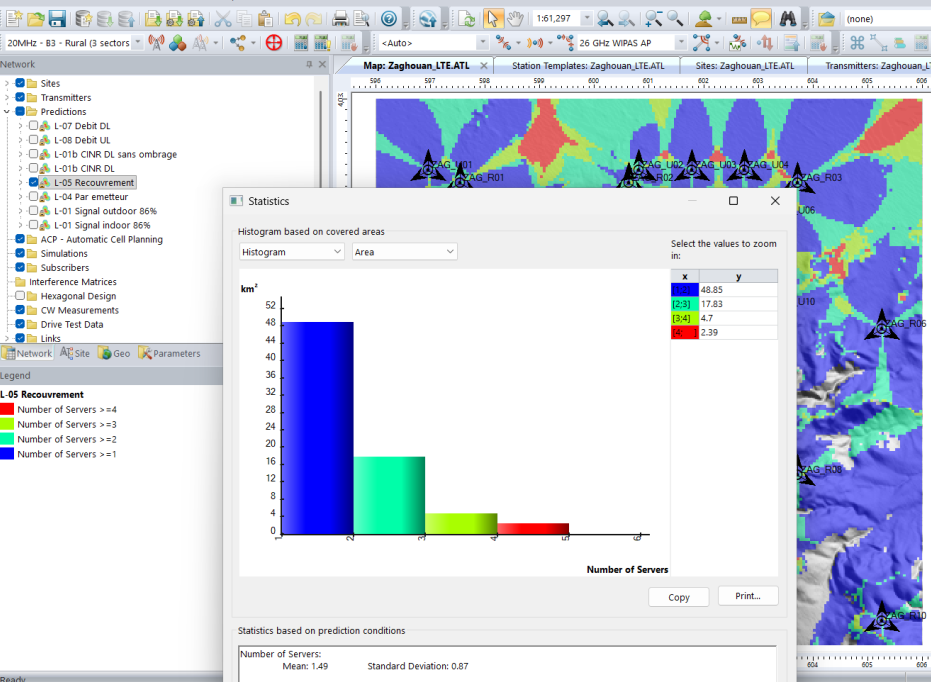 1:61,297
(none)
20MHz - B3 - Rural (3 sectors
<Auto>
26 GHz WIPAS AP
Network
Map: Zaghouan_LTE.ATL
Station Templates: Zaghouan_LTE.ATL
Sites: Zaghouan_LTE.ATL
Transmitters: Zaghouan_L
596 597 598 599 600 601 602 603 604 605 606
Sites
Transmitters
Predictions
L-07 Debit DL
L-08 Debit UL
L-01b CINR DL sans ombrage
L-01b CINR DL
L-05 Recouvrement
L-04 Par emetteur
L-01 Signal outdoor 86%
L-01 Signal indoor 86%
ACP - Automatic Cell Planning
Simulations
Subscribers
Interference Matrices
Hexagonal Design
CW Measurements
Drive Test Data
Links
Network Site Geo Parameters
Legend
L-05 Recouvrement
Number of Servers >=4
Number of Servers >=3
Number of Servers >=2
Number of Servers >=1
ZAG_U01
ZAG_R01
ZAG_U02
R02
ZAG_U03
ZAG_U04
ZAG_R03
U06
U10
ZAG_R06
ZAG_R08
ZAG_R10
604 605 606
Statistics
Histogram based on covered areas
Histogram
Area
Select the values to zoom
in:
x y
48.85
[2;3] 17.83
[3;4] 4.7
[4; 2.39
km²
52
48
44
40
36
32
28
24
20
16
12
8
4
0
1 2 3 4 5 6
Number of Servers
Copy
Print...
Statistics based on prediction conditions
Number of Servers:
Mean: 1.49 Standard Deviation: 0.87
Ready